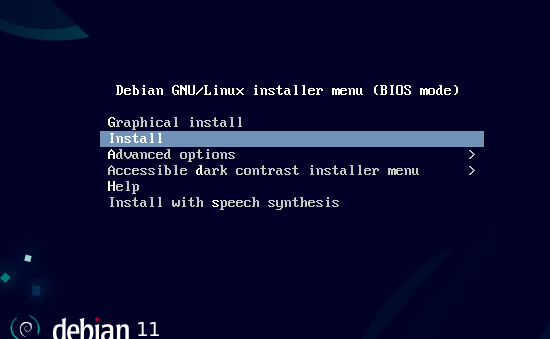 Debian GNU/Linux installer menu (BIOS mode)
Graphical install
Install
Advanced options >
Accessible dark contrast installer menu >
Help
Install with speech synthesis
debian 11